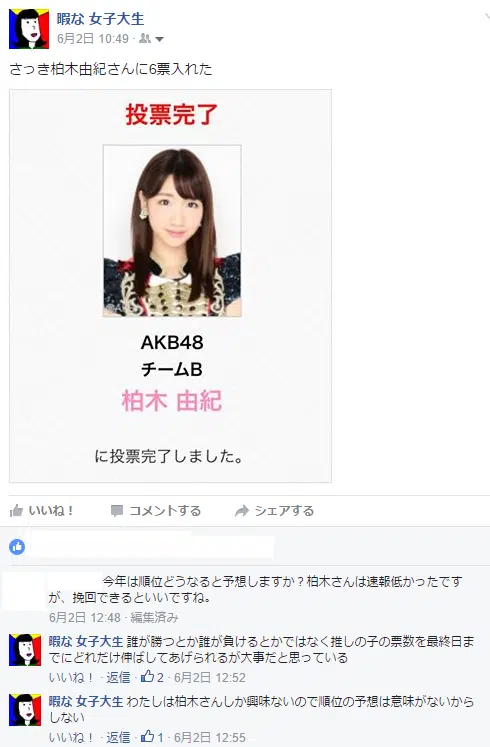 暇な 女子大生
6月2日 10:49 ·
さっき柏木由紀さんに6票入れた
投票完了
AKB48
チームB
柏木 由紀
に投票完了しました。
いいね！ コメントする シェアする
今年は順位どうなると予想しますか？柏木さんは速報低かったです
が、挽回できるといいですね。
6月2日 12:48 · 編集済み
暇な 女子大生 誰が勝つとか誰が負けるとかではなく推しの子の票数を最終日ま
でにどれだけ伸ばしてあげられるが大事だと思っている
いいね！ · 返信 · 2 · 6月2日 12:52
暇な 女子大生 わたしは柏木さんしか興味ないので順位の予想は意味がないから
しない
いいね！ · 返信 · 1 · 6月2日 12:55